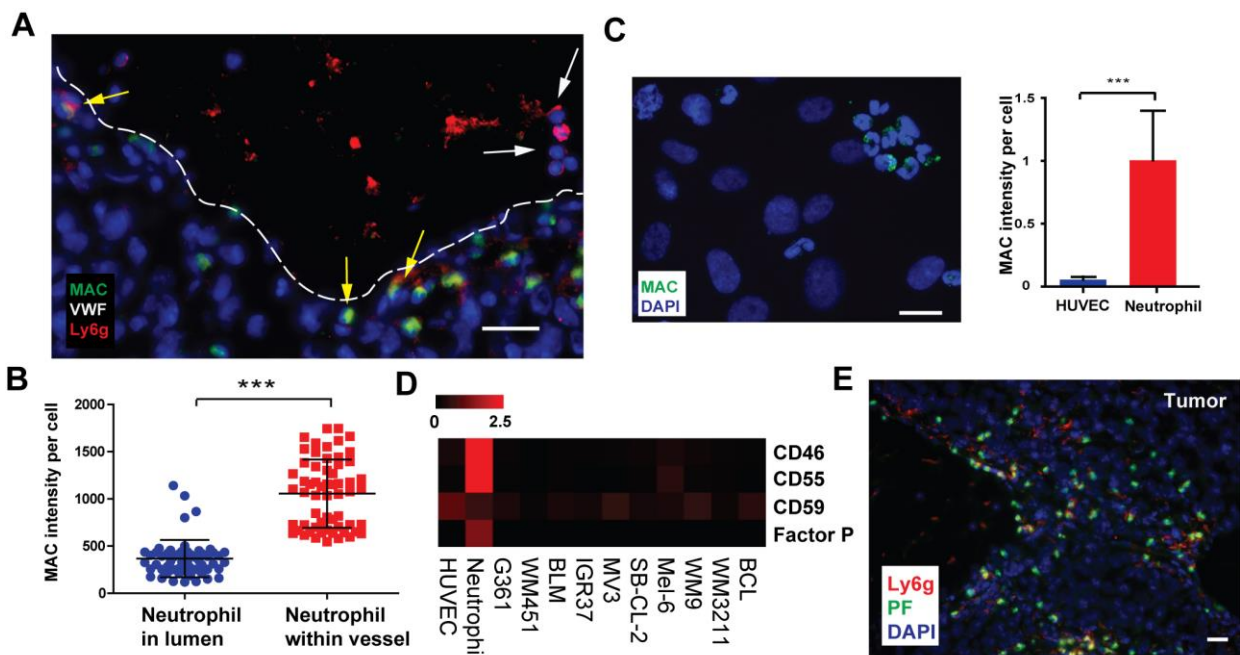 A
MAC
VWF
Ly6g
B
MAC intensity per cell
2000
1500
1000
500
0
***
Neutrophil
in lumen
Neutrophil
within vessel
C
MAC
DAPI
MAC intensity per cell
1.5
1
0.5
0
***
HUVEC
Neutrophil
D
0
2.5
CD46
CD55
CD59
Factor P
HUVEC
Neutrophil
G361
WM451
BLM
IGR37
MV3
SB-CL-2
Mel-6
WM9
WM3211
BCL
E
Tumor
Ly6g
PF
DAPI